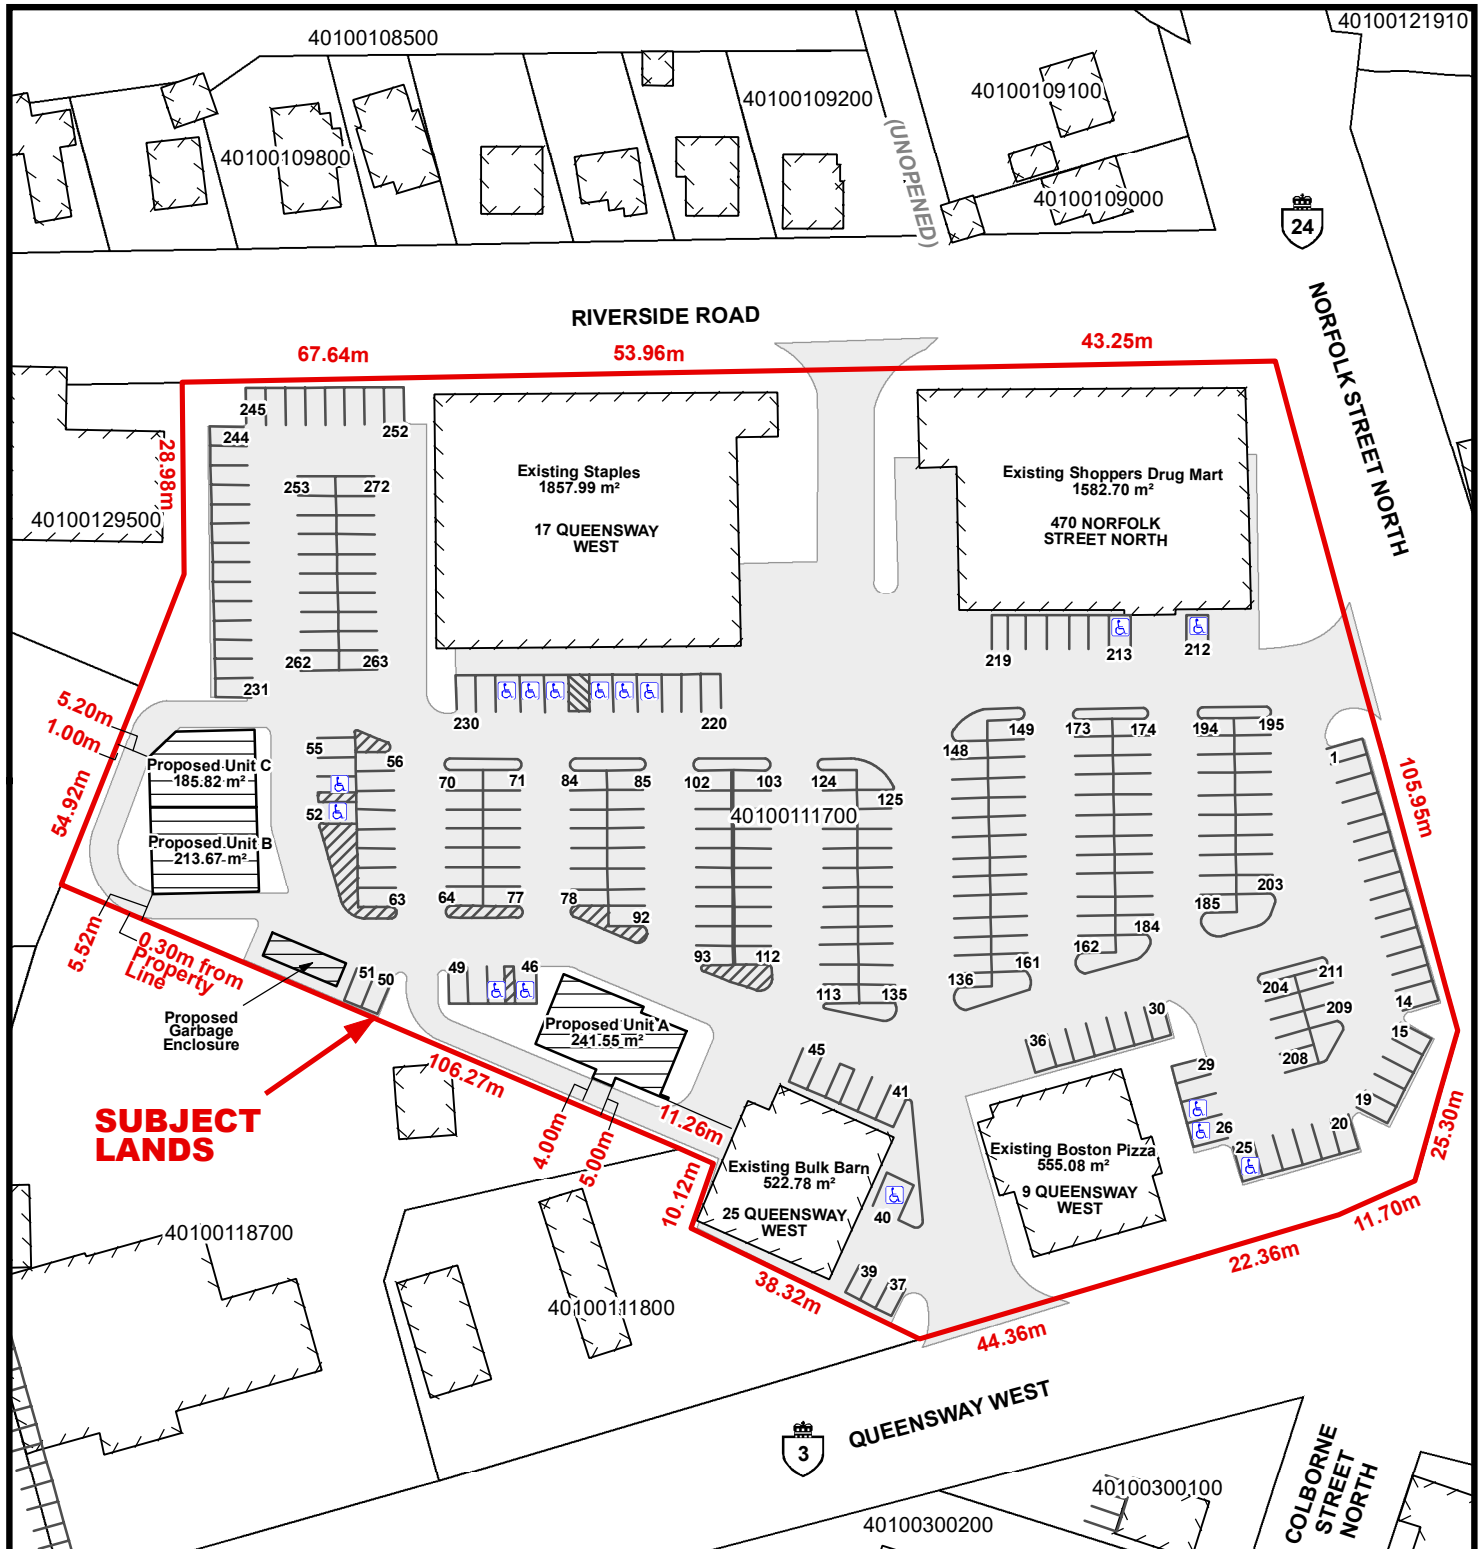 40100108500
40100121910
40100109200
40100109100
40100109800
(UNOPENED)
40100109000
24
RIVERSIDE ROAD
NORFOLK STREET NORTH
67.64m
53.96m
43.25m
28.98m
245
252
244
253
272
262
263
231
40100129500
Existing Staples
1857.99 m²
17 QUEENSWAY
WEST
Existing Shoppers Drug Mart
1582.70 m²
470 NORFOLK
STREET NORTH
219
213
212
230
220
5.20m
1.00m
54.92m
Proposed Unit C
185.82 m²
Proposed Unit B
213.67 m²
55
56
52
63
70
71
64
77
84
85
78
92
102
103
93
112
124
125
113
135
40100111700
148
149
136
161
173
174
162
184
194
195
185
203
1
105.95m
14
15
19
20
211
204
209
208
5.52m
0.30m from
Property
Line
51
50
49
46
Proposed
Garbage
Enclosure
Proposed Unit A
241.55 m²
106.27m
SUBJECT
LANDS
4.00m
5.00m
11.26m
10.12m
45
41
36
30
29
26
25
Existing Bulk Barn
522.78 m²
25 QUEENSWAY
WEST
40
39
37
Existing Boston Pizza
555.08 m²
9 QUEENSWAY
WEST
25.30m
11.70m
22.36m
44.36m
38.32m
40100118700
40100111800
3
QUEENSWAY WEST
COLBORNE
STREET
NORTH
40100300100
40100300200